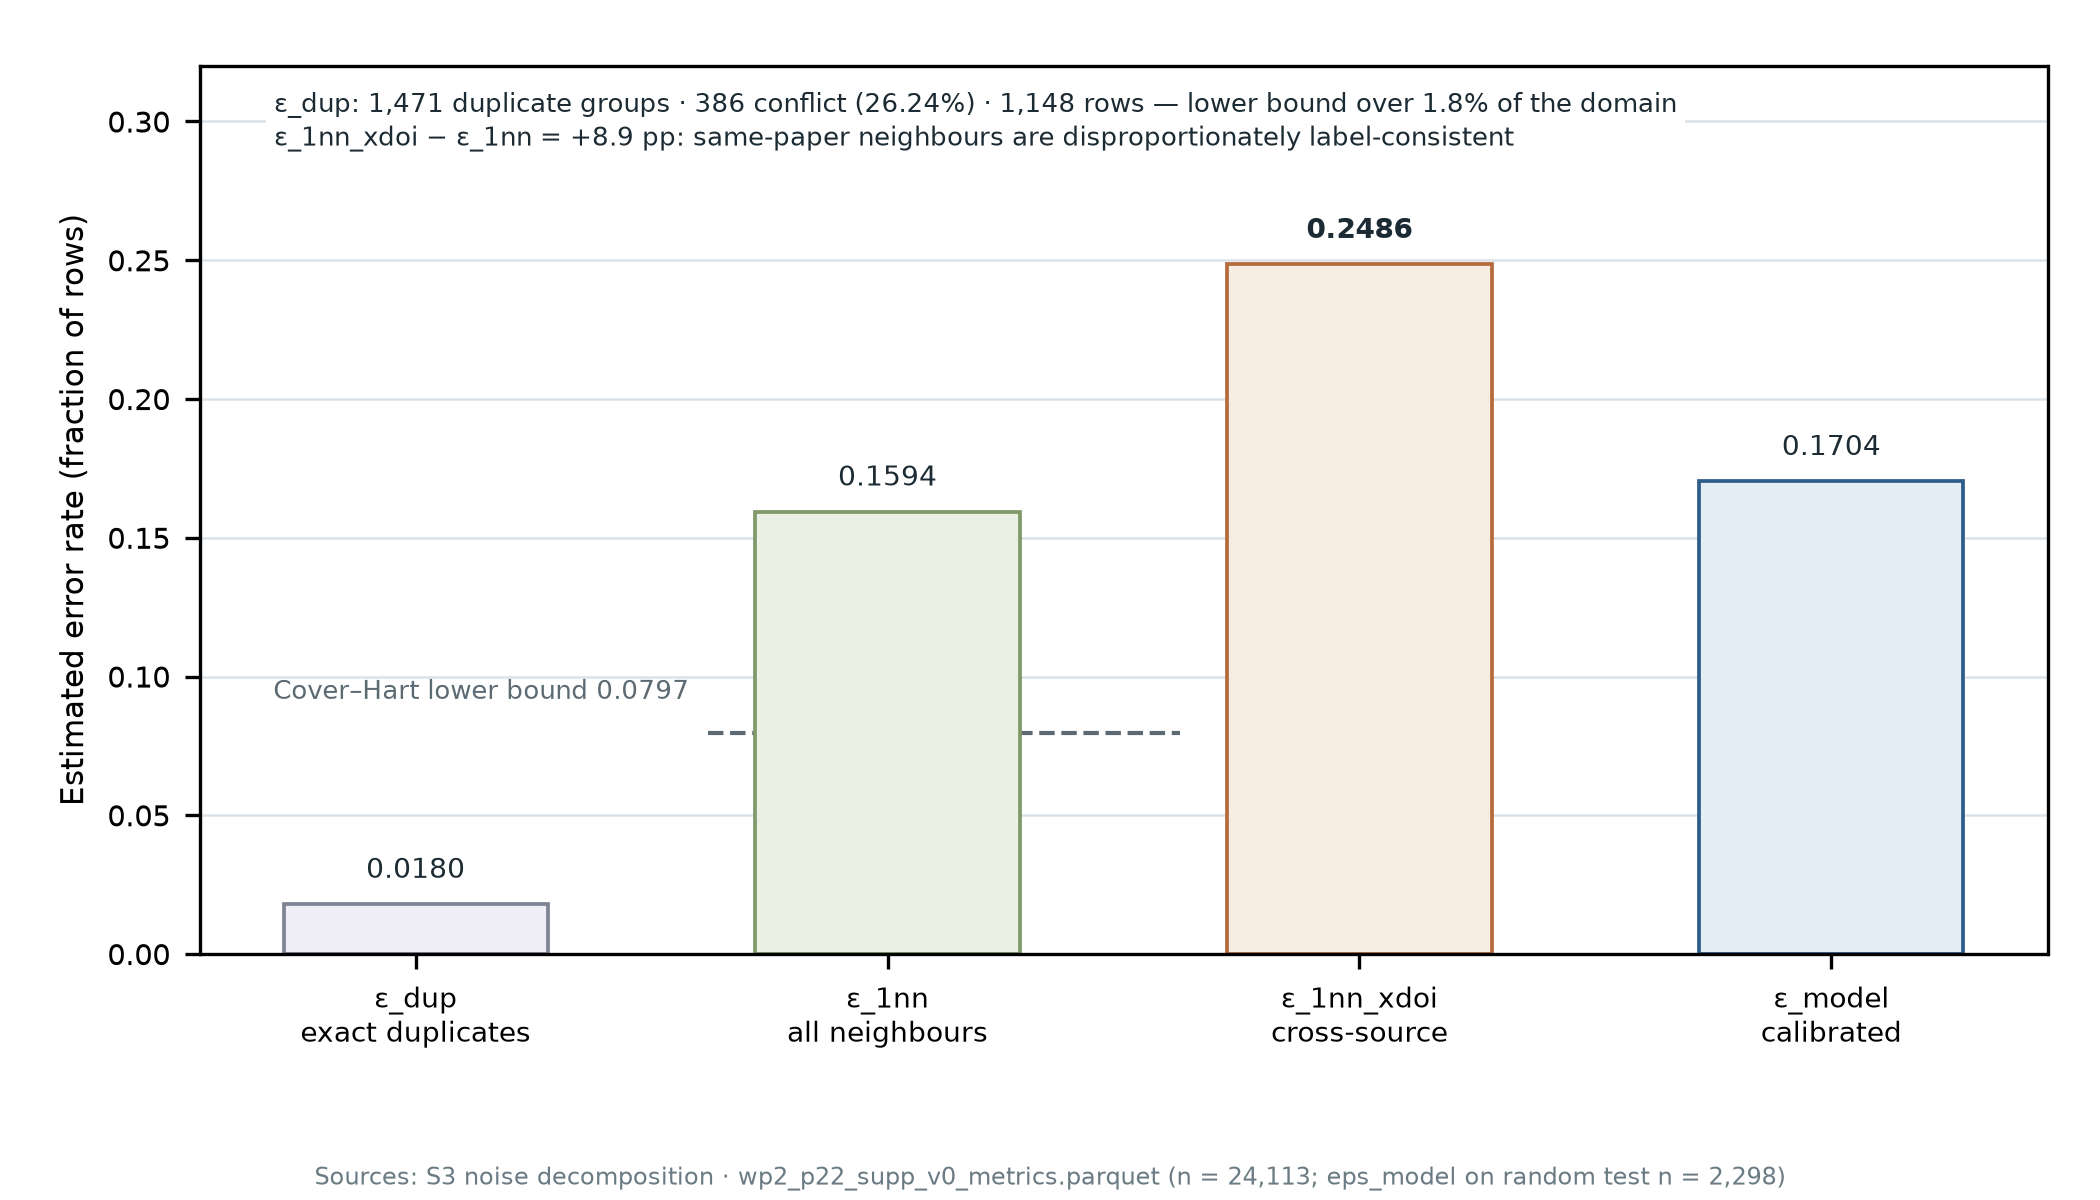 ε_dup: 1,471 duplicate groups · 386 conflict (26.24%) · 1,148 rows — lower bound over 1.8% of the domain
ε_1nn_xdoi − ε_1nn = +8.9 pp: same-paper neighbours are disproportionately label-consistent
Estimated error rate (fraction of rows)
0.30
0.25
0.20
0.15
0.10
0.05
0.00
0.0180
0.1594
0.2486
0.1704
Cover–Hart lower bound 0.0797
ε_dup
exact duplicates
ε_1nn
all neighbours
ε_1nn_xdoi
cross-source
ε_model
calibrated
Sources: S3 noise decomposition · wp2_p22_supp_v0_metrics.parquet (n = 24,113; eps_model on random test n = 2,298)